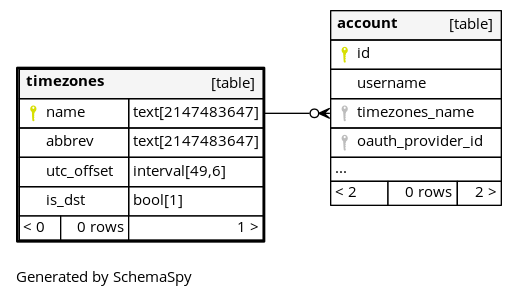 timezones [table]
name text[2147483647]
abbrev text[2147483647]
utc_offset interval[49,6]
is_dst bool[1]
< 0 0 rows 1 >
account [table]
id
username
timezones_name
oauth_provider_id
...
< 2 0 rows 2 >
Generated by SchemaSpy